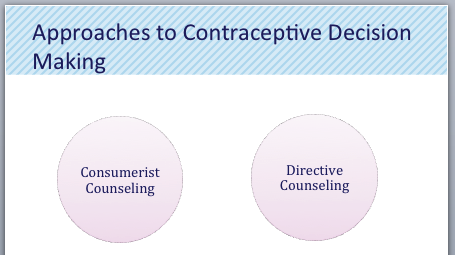 Approaches to Contraceptive Decision
Making
Consumerist
Counseling
Directive
Counseling